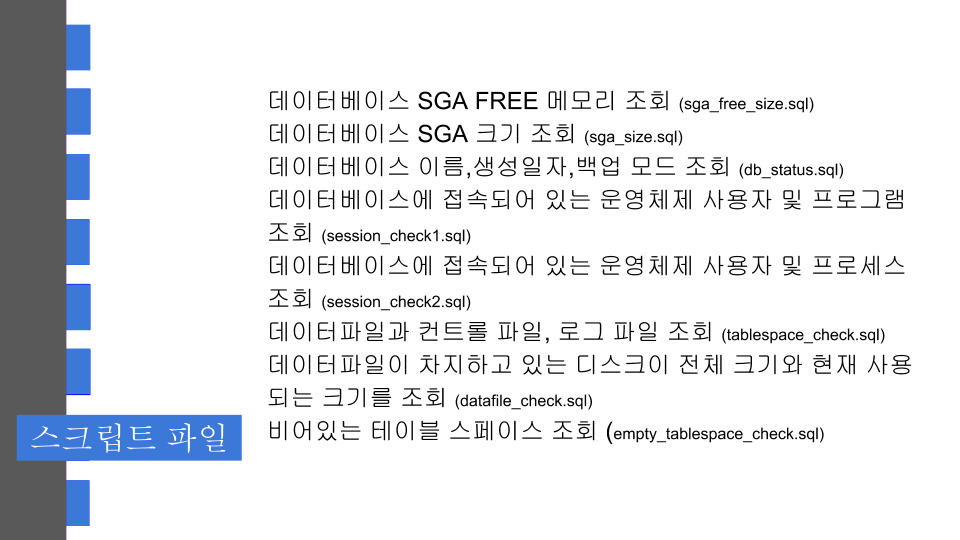 데이터베이스 SGA FREE 메모리 조회 (sga_free_size.sql)
데이터베이스 SGA 크기 조회 (sga_size.sql)
데이터베이스 이름,생성일자,백업 모드 조회 (db_status.sql)
데이터베이스에 접속되어 있는 운영체제 사용자 및 프로그램
조회 (session_check1.sql)
데이터베이스에 접속되어 있는 운영체제 사용자 및 프로세스
조회 (session_check2.sql)
데이터파일과 컨트롤 파일, 로그 파일 조회 (tablespace_check.sql)
데이터파일이 차지하고 있는 디스크이 전체 크기와 현재 사용
되는 크기를 조회 (datafile_check.sql)
비어있는 테이블 스페이스 조회 (empty_tablespace_check.sql)
스크립트 파일